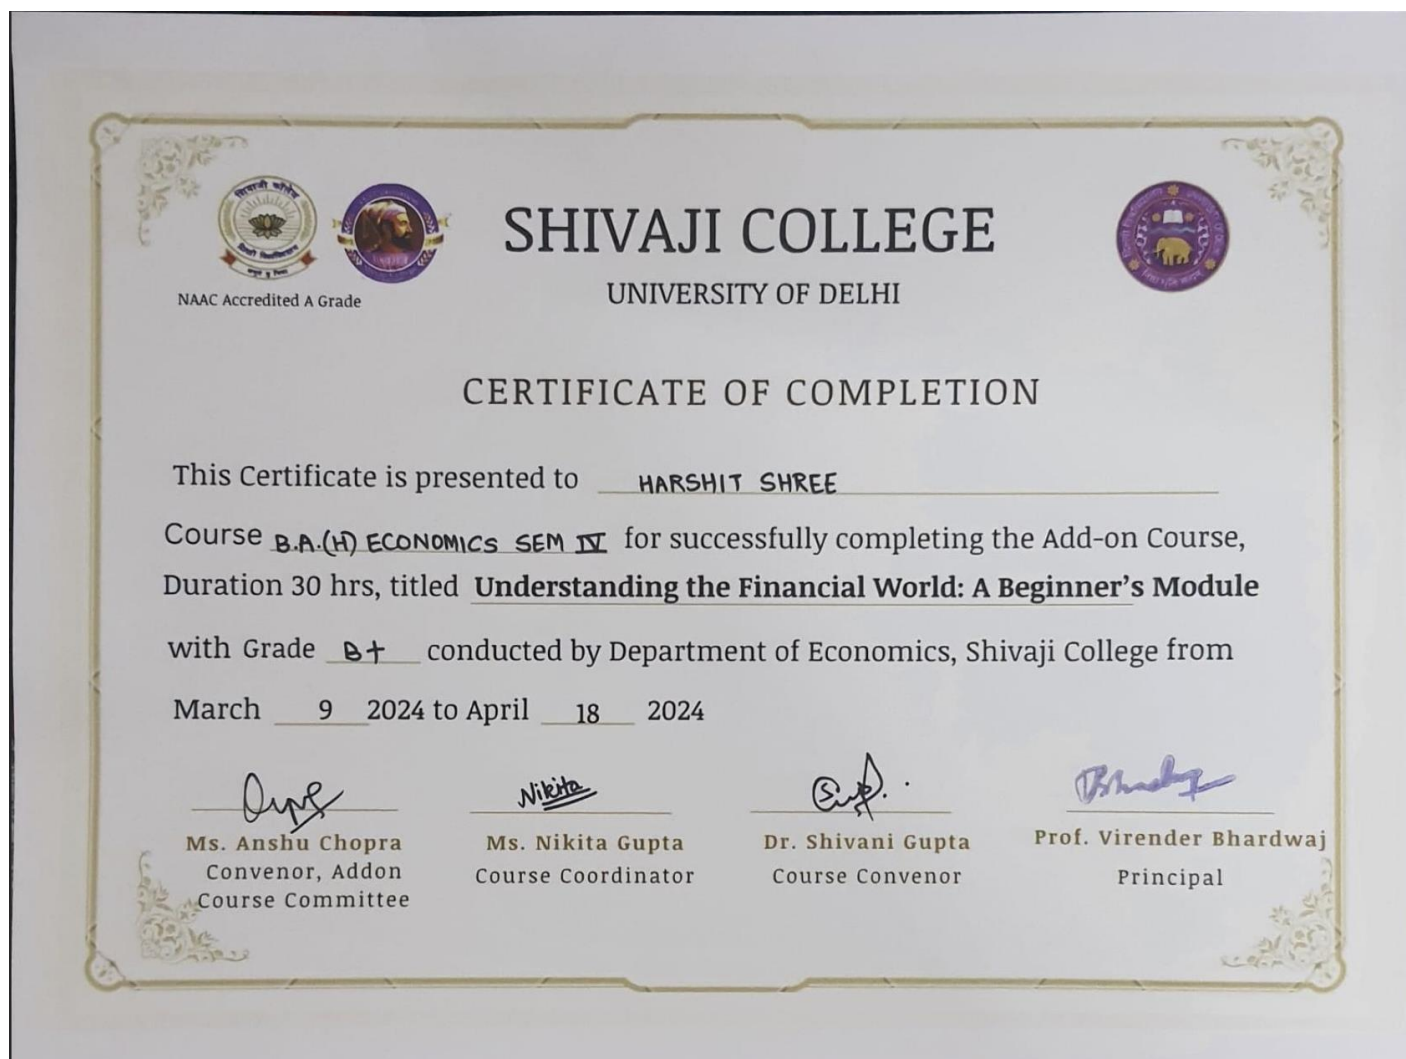 शिवाजी कॉलेज
SHIVAJI COLLEGE
NAAC Accredited A Grade
UNIVERSITY OF DELHI
CERTIFICATE OF COMPLETION
This Certificate is presented to HARSHIT SHREE
Course B.A.(H) ECONOMICS SEM IV for successfully completing the Add-on Course,
Duration 30 hrs, titled Understanding the Financial World: A Beginner’s Module
with Grade B+ conducted by Department of Economics, Shivaji College from
March 9 2024 to April 18 2024
Nikita
Ms. Anshu Chopra Ms. Nikita Gupta Dr. Shivani Gupta Prof. Virender Bhardwaj
Convenor, Addon Course Coordinator Course Convenor Principal
Course Committee